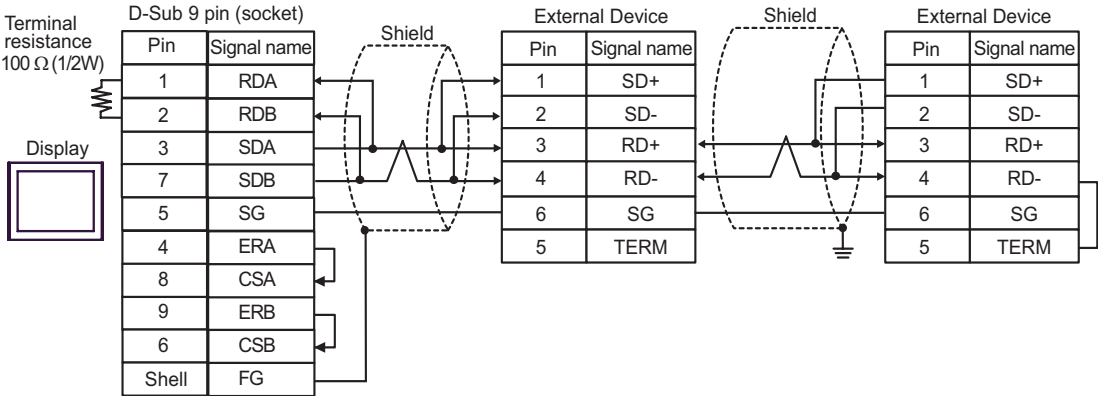 Terminal
resistance
100 Ω (1/2W)
Display
D-Sub 9 pin (socket)
Pin Signal name
1 RDA
2 RDB
3 SDA
7 SDB
5 SG
4 ERA
8 CSA
9 ERB
6 CSB
Shell FG
Shield
External Device
Pin Signal name
1 SD+
2 SD-
3 RD+
4 RD-
6 SG
5 TERM
Shield
External Device
Pin Signal name
1 SD+
2 SD-
3 RD+
4 RD-
6 SG
5 TERM